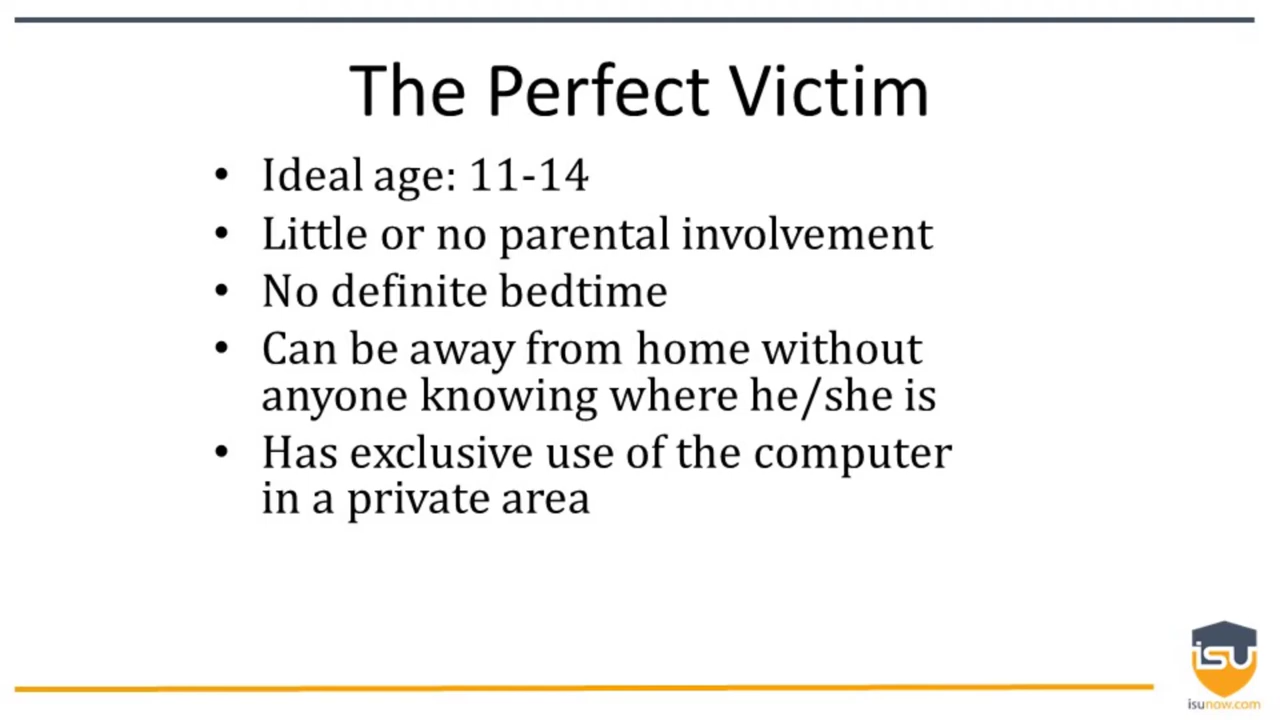 The Perfect Victim
• Ideal age: 11-14
• Little or no parental involvement
• No definite bedtime
• Can be away from home without
anyone knowing where he/she is
• Has exclusive use of the computer
in a private area
isu
isunow.com